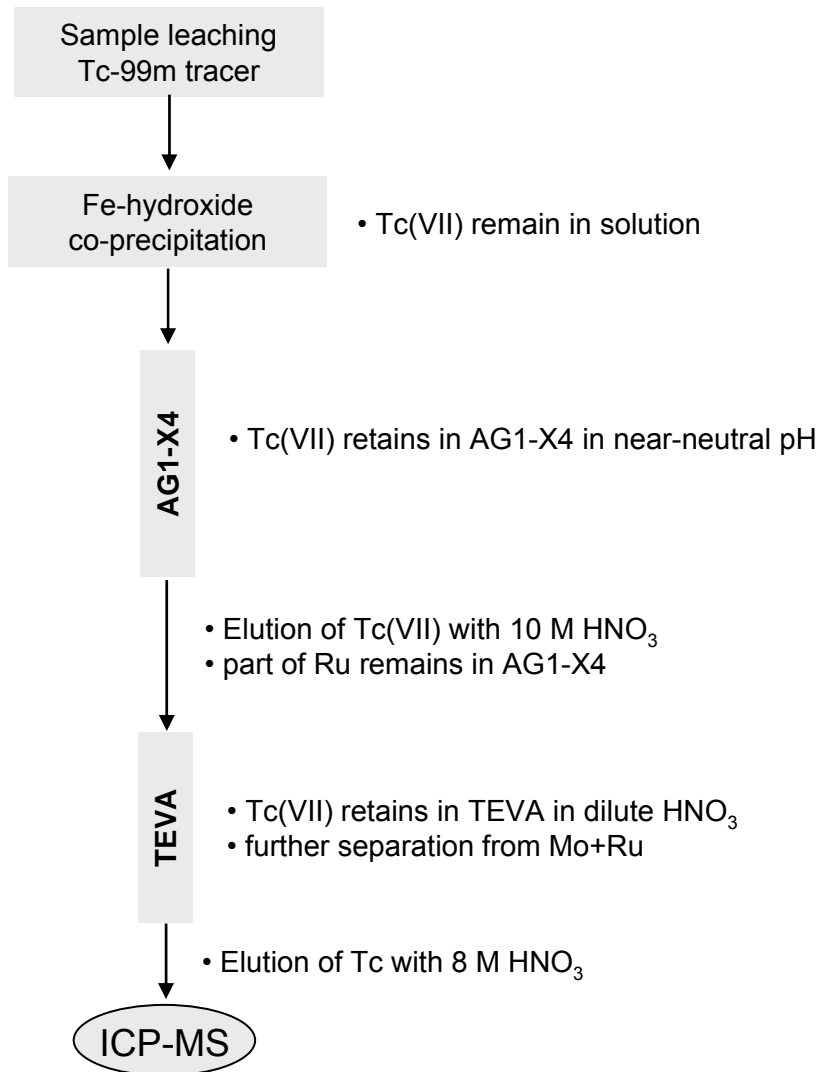 Sample leaching
Tc-99m tracer
Fe-hydroxide
co-precipitation
• Tc(VII) remain in solution
AG1-X4
• Tc(VII) retains in AG1-X4 in near-neutral pH
• Elution of Tc(VII) with 10 M HNO₃
• part of Ru remains in AG1-X4
TEVA
• Tc(VII) retains in TEVA in dilute HNO₃
• further separation from Mo+Ru
• Elution of Tc with 8 M HNO₃
ICP-MS